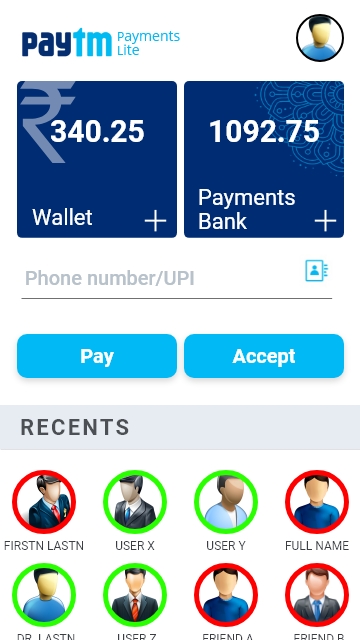 paytm Payments
Lite
340.25 1092.75
Wallet
Payments
Bank
Phone number/UPI
Pay Accept
RECENTS
FIRSTN LASTN USER X USER Y FULL NAME
DR. LASTN USER Z FRIEND A FRIEND B